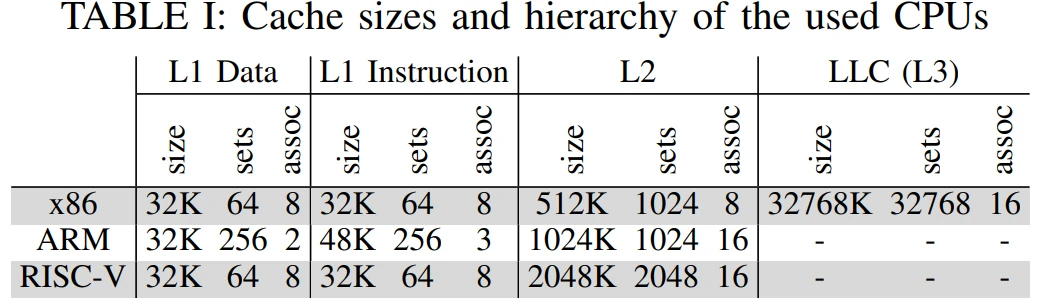 TABLE I: Cache sizes and hierarchy of the used CPUs
L1 Data L1 Instruction L2 LLC (L3)
size sets assoc size sets assoc size sets assoc size sets assoc
x86 32K 64 8 32K 64 8 512K 1024 8 32768K 32768 16
ARM 32K 256 2 48K 256 3 1024K 1024 16 - - -
RISC-V 32K 64 8 32K 64 8 2048K 2048 16 - - -